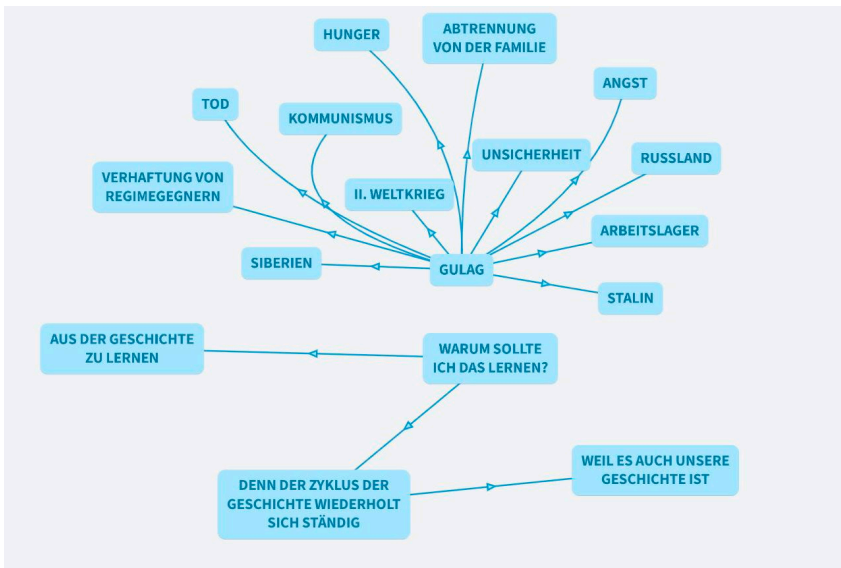 HUNGER
ABTRENNUNG
VON DER FAMILIE
ANGST
TOD
KOMMUNISMUS
UNSICHERHEIT
RUSSLAND
VERHAFTUNG VON
REGIMEGEGNERN
II. WELTKRIEG
ARBEITSLAGER
SIBERIEN
GULAG
STALIN
AUS DER GESCHICHTE
ZU LERNEN
WARUM SOLLTE
ICH DAS LERNEN?
DENN DER ZYKLUS DER
GESCHICHTE WIEDERHOLT
SICH STÄNDIG
WEIL ES AUCH UNSERE
GESCHICHTE IST